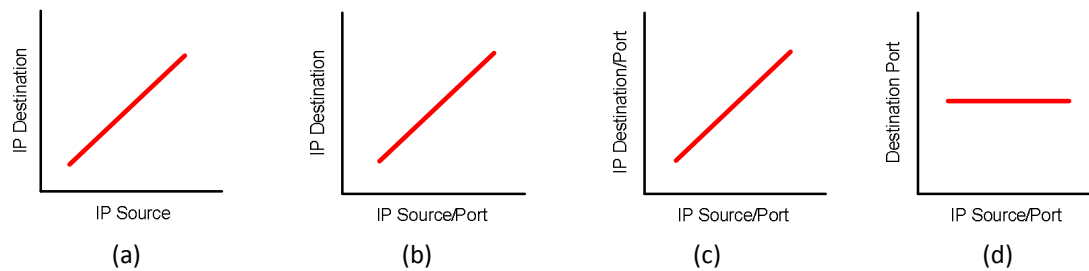 IP Destination
IP Source
(a)
IP Destination
IP Source/Port
(b)
IP Destination/Port
IP Source/Port
(c)
Destination Port
IP Source/Port
(d)